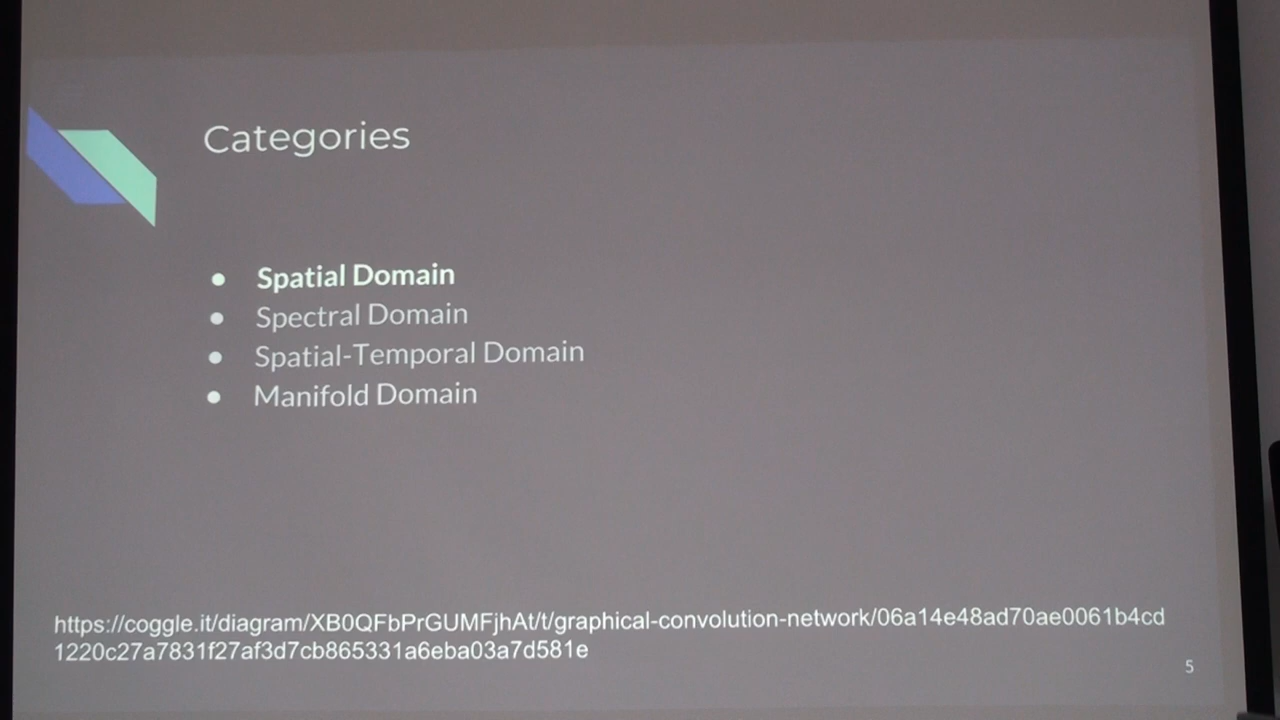 Categories
● Spatial Domain
● Spectral Domain
● Spatial-Temporal Domain
● Manifold Domain
https://coggle.it/diagram/XB0QFbPrGUMFjhAt/t/graphical-convolution-network/06a14e48ad70ae0061b4cd
1220c27a7831f27af3d7cb865331a6eba03a7d581e
5